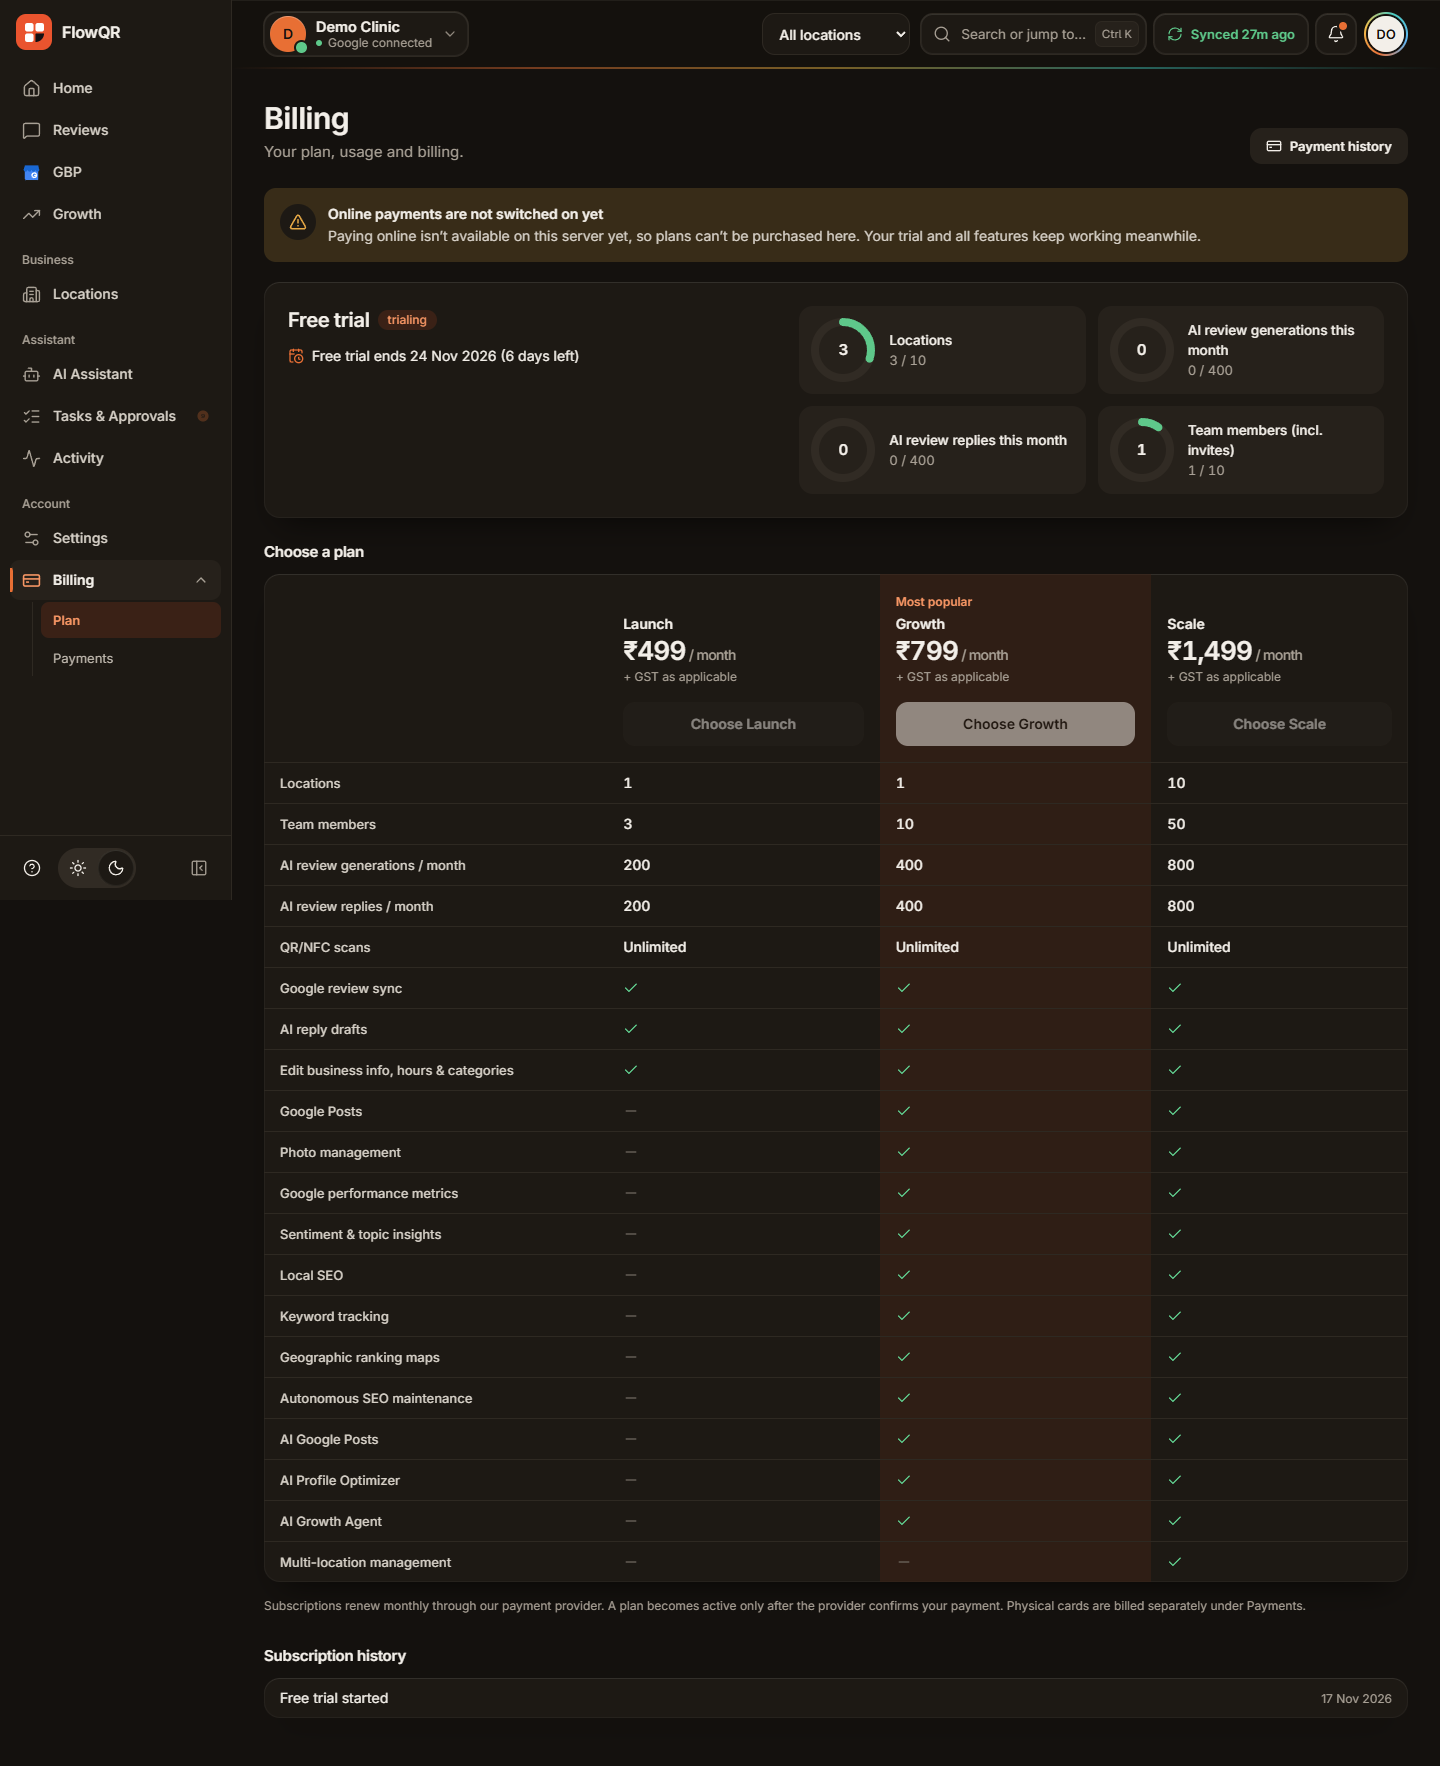 FlowQR
Home
Reviews
GBP
Growth
Business
Locations
Assistant
AI Assistant
Tasks & Approvals
Activity
Account
Settings
Billing
Plan
Payments
D
Demo Clinic
Google connected
All locations
Search or jump to...
Ctrl K
Synced 27m ago
DO
Billing
Your plan, usage and billing.
Payment history
Online payments are not switched on yet
Paying online isn't available on this server yet, so plans can't be purchased here. Your trial and all features keep working meanwhile.
Free trial trialing
Free trial ends 24 Nov 2026 (6 days left)
3
Locations
3 / 10
0
AI review generations this
month
0 / 400
0
AI review replies this month
0 / 400
1
Team members (incl.
invites)
1 / 10
Choose a plan
Launch
₹499 / month
+ GST as applicable
Choose Launch
Most popular
Growth
₹799 / month
+ GST as applicable
Choose Growth
Scale
₹1,499 / month
+ GST as applicable
Choose Scale
Locations 1 1 10
Team members 3 10 50
AI review generations / month 200 400 800
AI review replies / month 200 400 800
QR/NFC scans Unlimited Unlimited Unlimited
Google review sync
AI reply drafts
Edit business info, hours & categories
Google Posts —
Photo management —
Google performance metrics —
Sentiment & topic insights —
Local SEO —
Keyword tracking —
Geographic ranking maps —
Autonomous SEO maintenance —
AI Google Posts —
AI Profile Optimizer —
AI Growth Agent —
Multi-location management — —
Subscriptions renew monthly through our payment provider. A plan becomes active only after the provider confirms your payment. Physical cards are billed separately under Payments.
Subscription history
Free trial started 17 Nov 2026